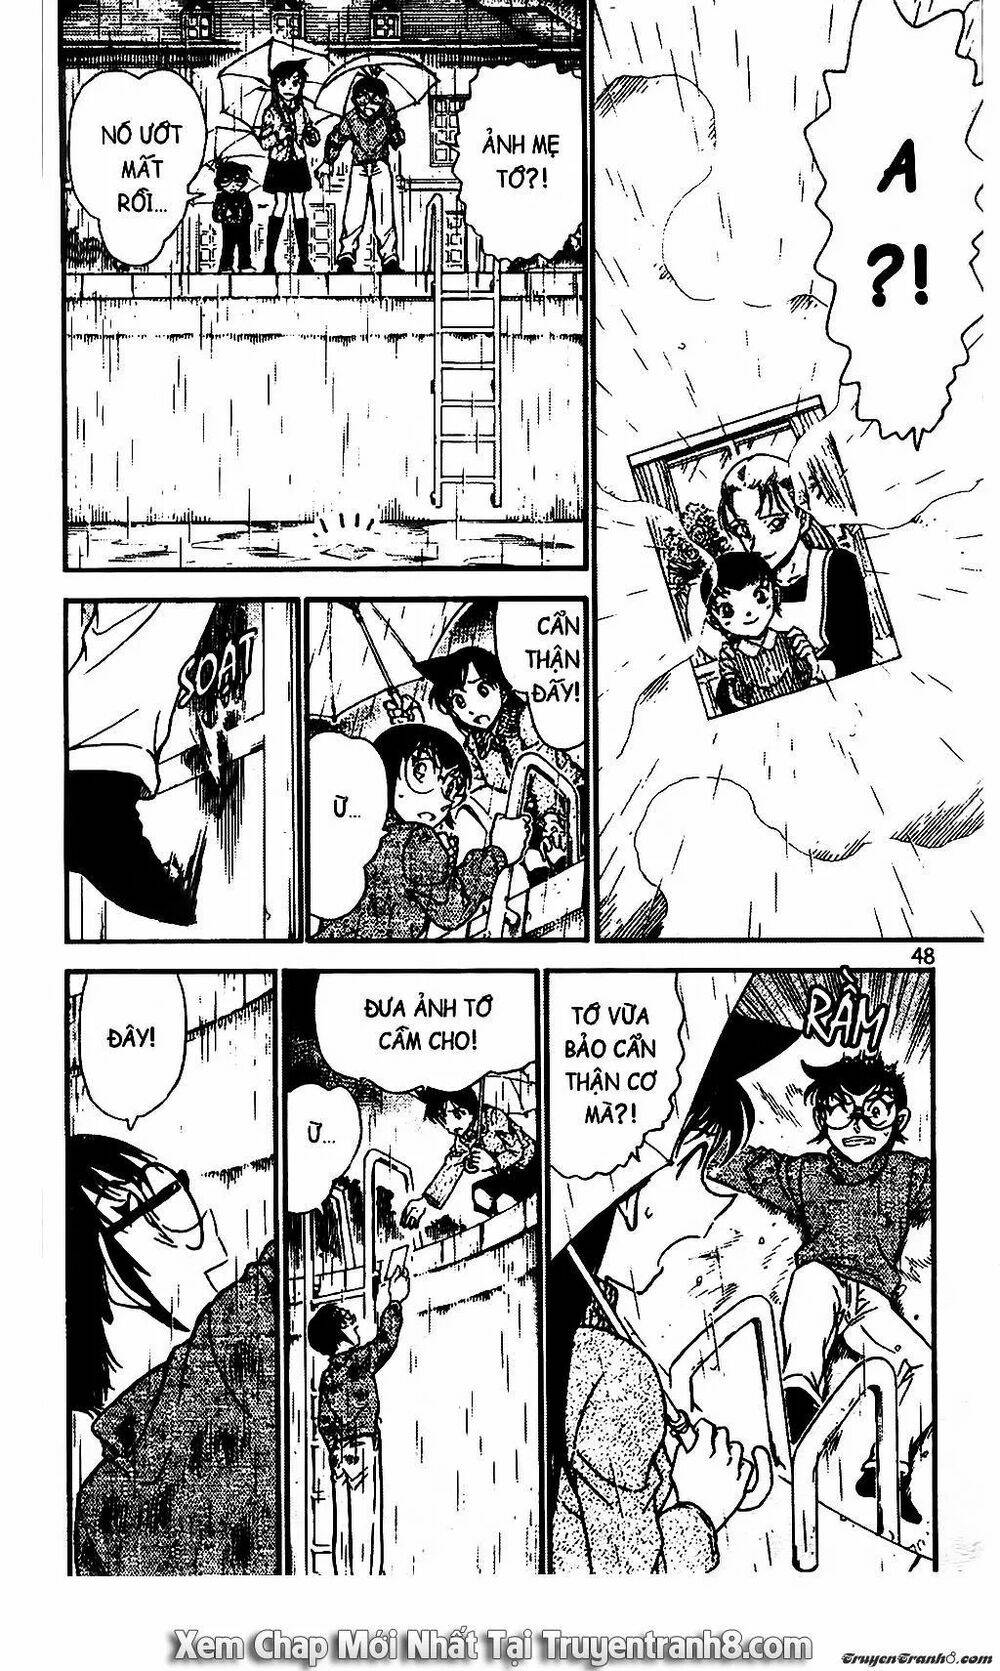 A
?!
ẢNH MẸ
TỚ?!
NÓ ƯỚT
MẤT
RỒI...
CẨN
THẬN
ĐẤY!
Ừ...
SOẠT
48
RẦM
TỚ VỪA
BẢO CẨN
THẬN CƠ
MÀ?!
ĐƯA ẢNH TỚ
CẦM CHO!
Ừ...
ĐÂY!
Xem Chap Mới Nhất Tại Truyentranh8.com
TruyenTranh8.com